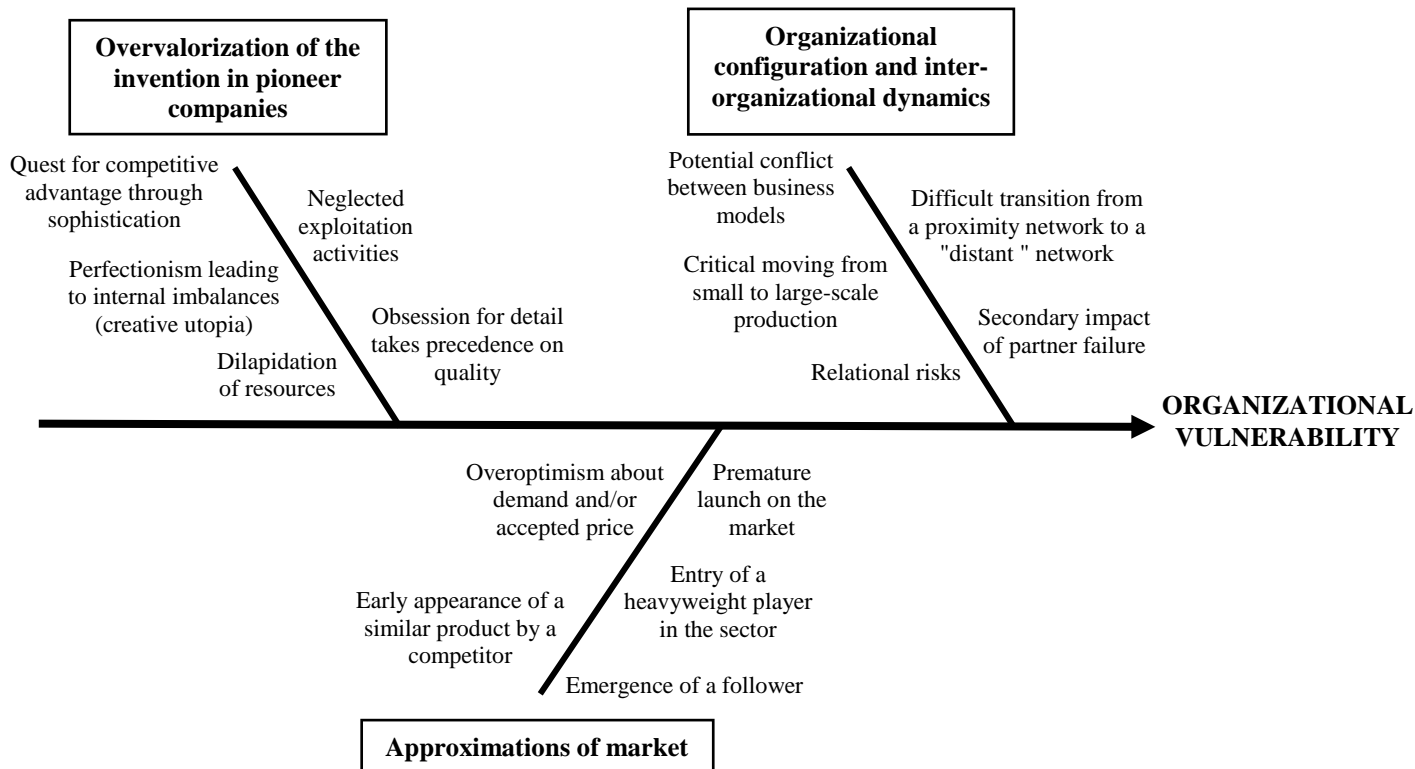 Overvalorization of the
invention in pioneer
companies
Organizational
configuration and inter-
organizational dynamics
Quest for competitive
advantage through
sophistication
Neglected
exploitation
activities
Perfectionism leading
to internal imbalances
(creative utopia)
Obsession for detail
takes precedence on
quality
Dilapidation
of resources
Potential conflict
between business
models
Difficult transition from
a proximity network to a
"distant " network
Critical moving from
small to large-scale
production
Secondary impact
of partner failure
Relational risks
ORGANIZATIONAL
VULNERABILITY
Overoptimism about
demand and/or
accepted price
Premature
launch on the
market
Early appearance of a
similar product by a
competitor
Entry of a
heavyweight player
in the sector
Emergence of a follower
Approximations of market